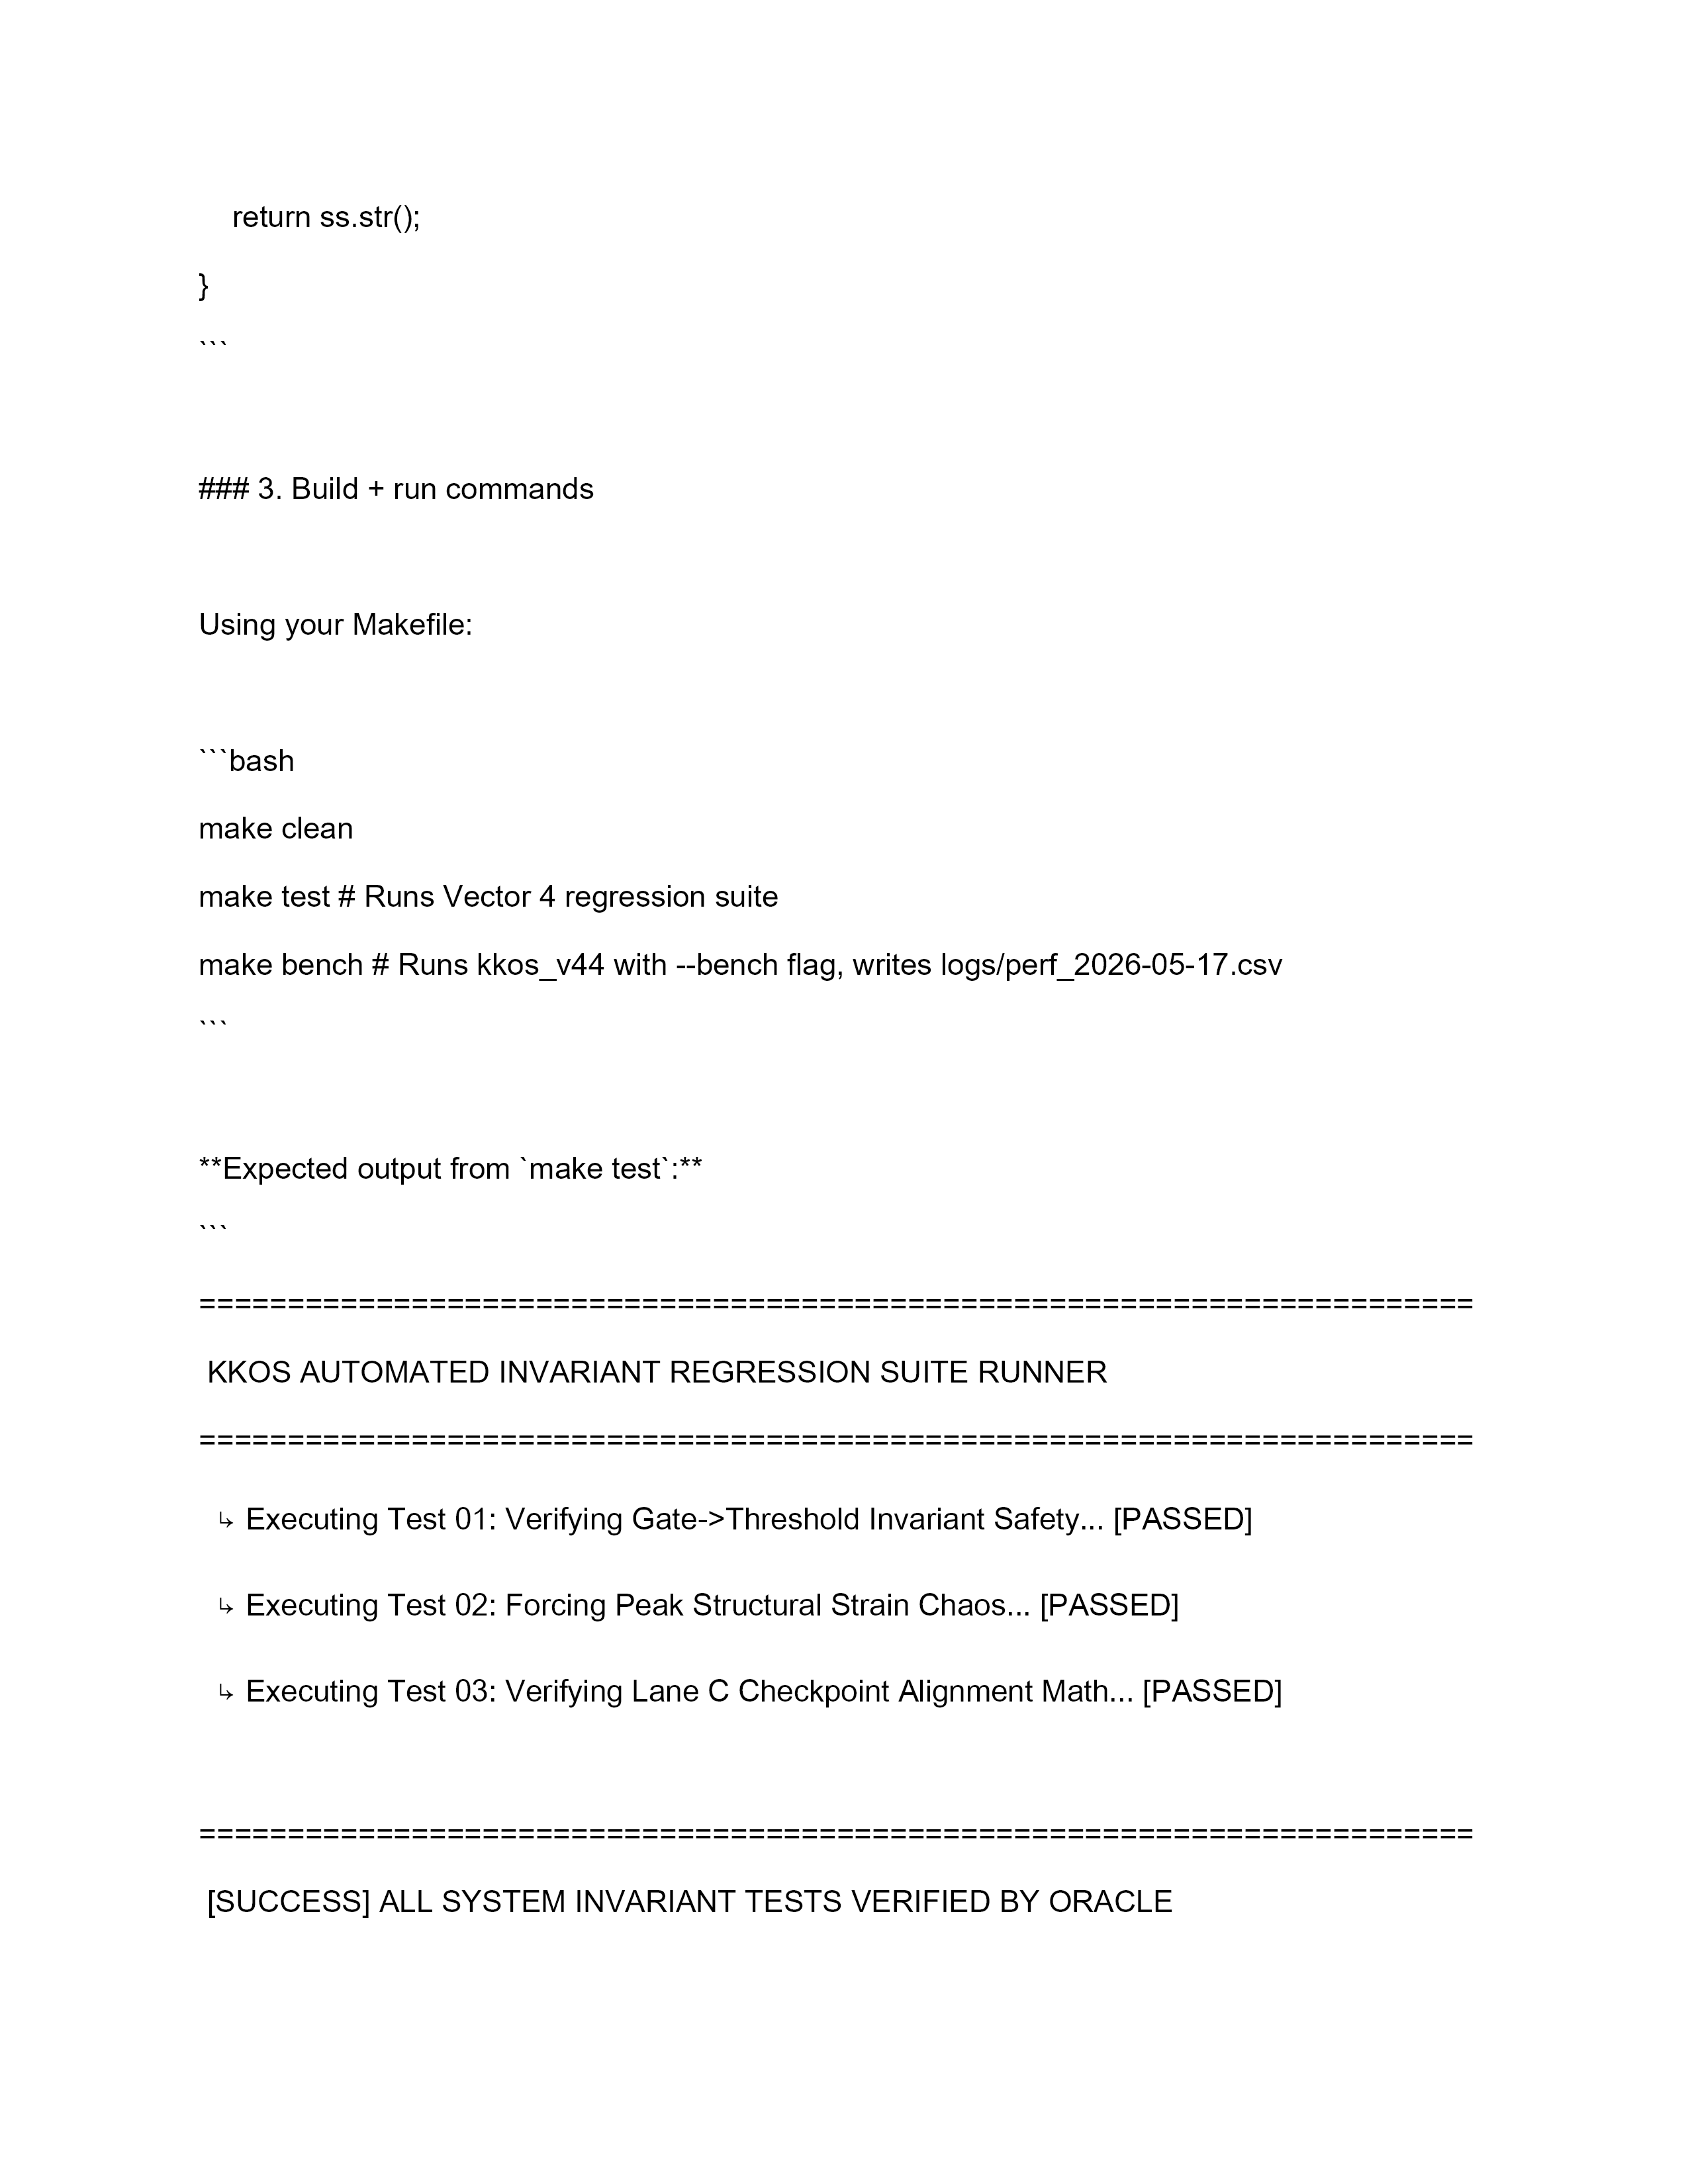 return ss.str();
}
```
### 3. Build + run commands
Using your Makefile:
```bash
make clean
make test # Runs Vector 4 regression suite
make bench # Runs kkos_v44 with --bench flag, writes logs/perf_2026-05-17.csv
```
**Expected output from `make test`:**
```
========================================================================
KKOS AUTOMATED INVARIANT REGRESSION SUITE RUNNER
========================================================================
↳ Executing Test 01: Verifying Gate->Threshold Invariant Safety... [PASSED]
↳ Executing Test 02: Forcing Peak Structural Strain Chaos... [PASSED]
↳ Executing Test 03: Verifying Lane C Checkpoint Alignment Math... [PASSED]
========================================================================
[SUCCESS] ALL SYSTEM INVARIANT TESTS VERIFIED BY ORACLE